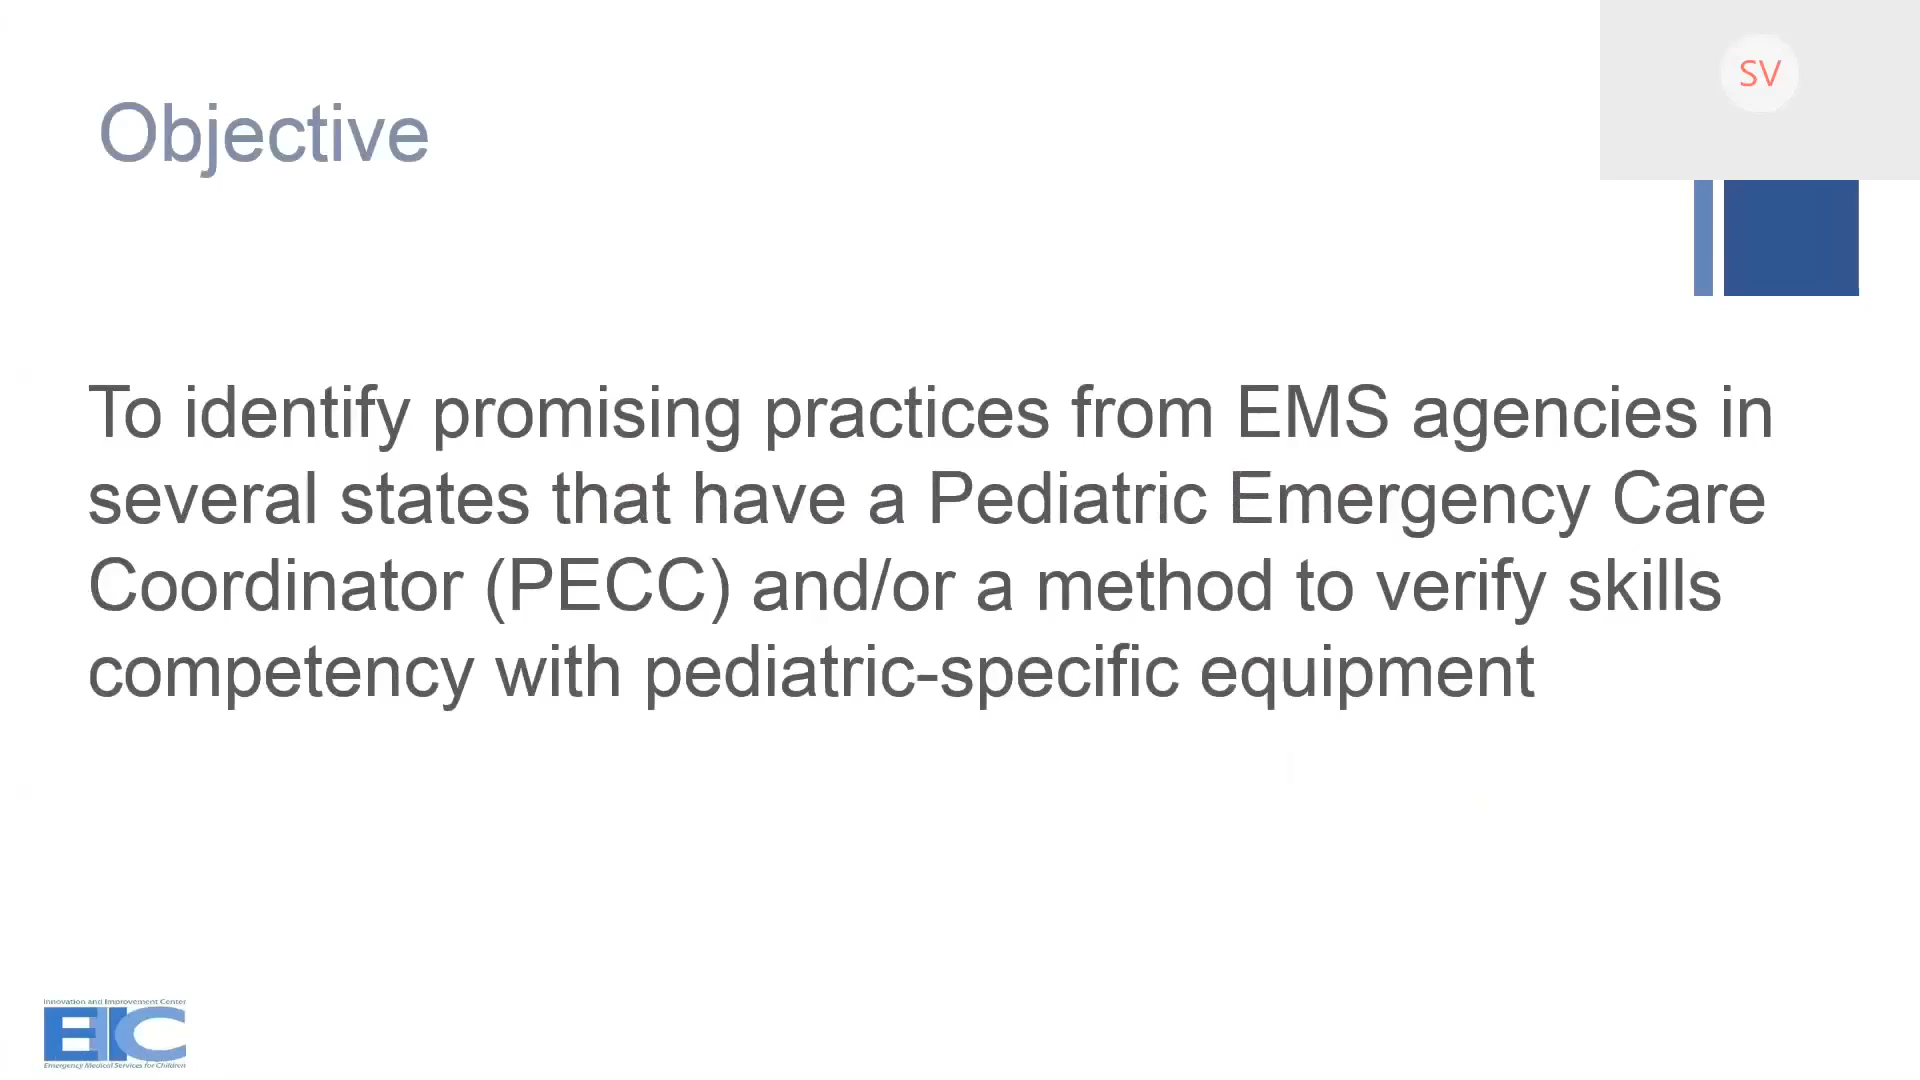 SV
Objective
To identify promising practices from EMS agencies in
several states that have a Pediatric Emergency Care
Coordinator (PECC) and/or a method to verify skills
competency with pediatric-specific equipment
Innovation and Improvement Center
EIIC
Emergency Medical Services for Children